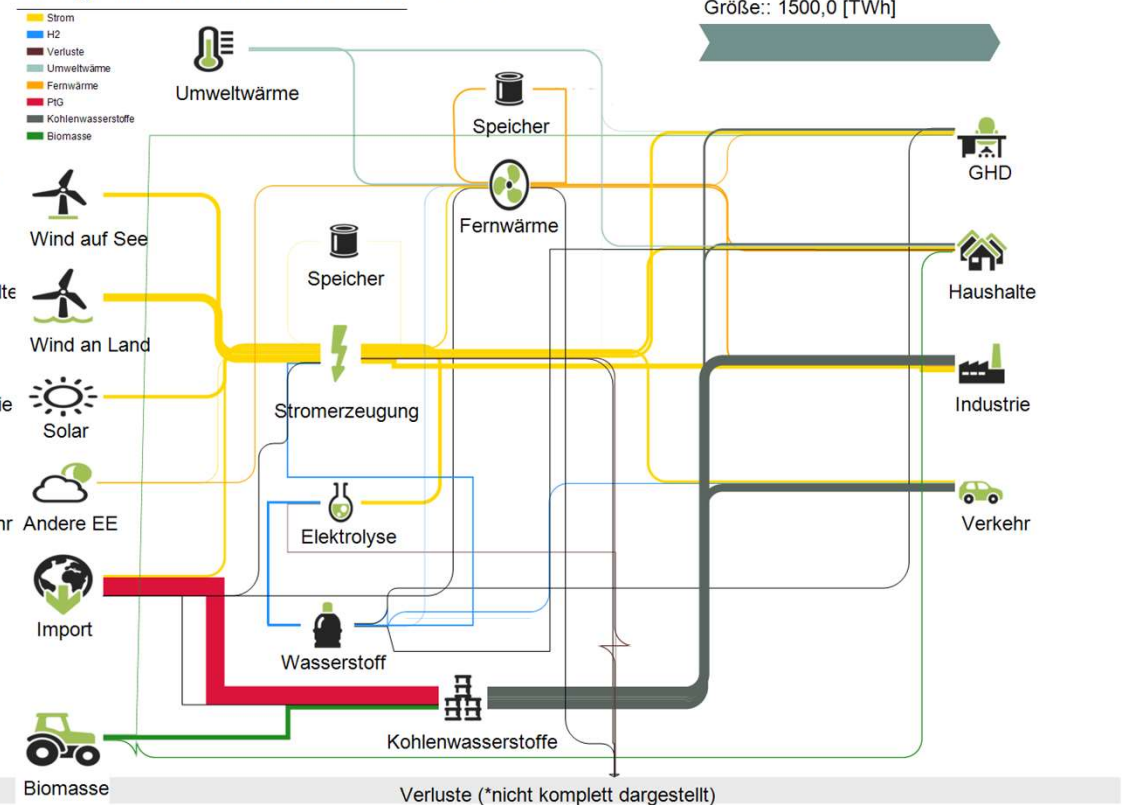 Größe:: 1500,0 [TWh]
Strom
H2
Verluste
Umweltwärme
Fernwärme
PtG
Kohlenwasserstoffe
Biomasse
Umweltwärme
Speicher
GHD
Fernwärme
Wind auf See
Speicher
Haushalte
Wind an Land
Stromerzeugung
Industrie
Solar
Andere EE
Elektrolyse
Verkehr
Import
Wasserstoff
Kohlenwasserstoffe
Biomasse
Verluste (*nicht komplett dargestellt)